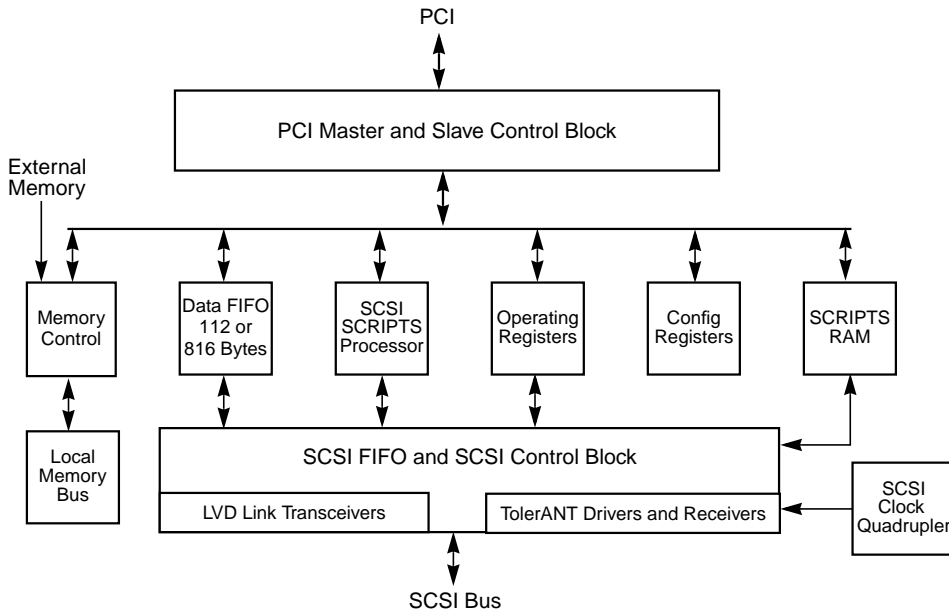 PCI
PCI Master and Slave Control Block
External
Memory
Memory
Control
Data FIFO
112 or
816 Bytes
SCSI
SCRIPTS
Processor
Operating
Registers
Config
Registers
SCRIPTS
RAM
Local
Memory
Bus
SCSI FIFO and SCSI Control Block
LVD Link Transceivers
TolerANT Drivers and Receivers
SCSI
Clock
Quadrupler
SCSI Bus